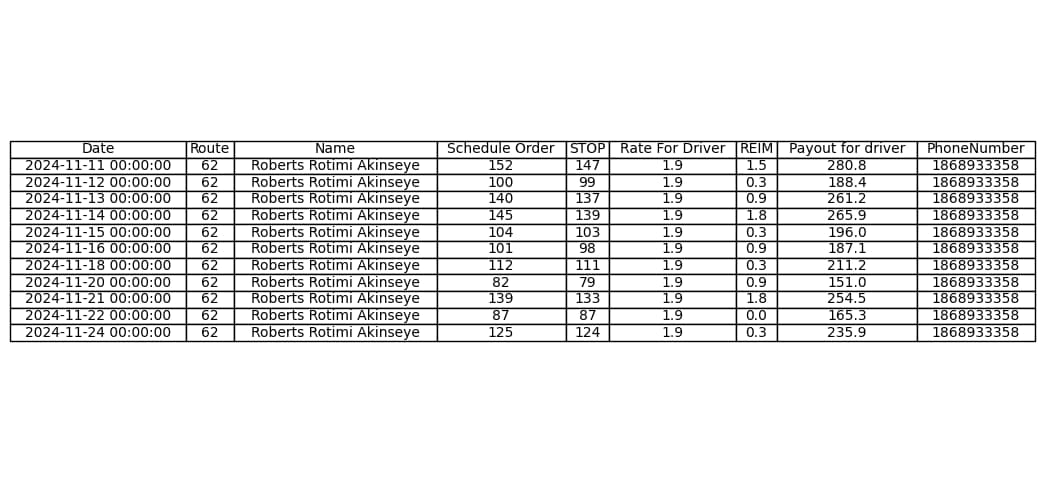 Date Route Name Schedule Order STOP Rate For Driver REIM Payout for driver PhoneNumber
2024-11-11 00:00:00 62 Roberts Rotimi Akinseye 152 147 1.9 1.5 280.8 1868933358
2024-11-12 00:00:00 62 Roberts Rotimi Akinseye 100 99 1.9 0.3 188.4 1868933358
2024-11-13 00:00:00 62 Roberts Rotimi Akinseye 140 137 1.9 0.9 261.2 1868933358
2024-11-14 00:00:00 62 Roberts Rotimi Akinseye 145 139 1.9 1.8 265.9 1868933358
2024-11-15 00:00:00 62 Roberts Rotimi Akinseye 104 103 1.9 0.3 196.0 1868933358
2024-11-16 00:00:00 62 Roberts Rotimi Akinseye 101 98 1.9 0.9 187.1 1868933358
2024-11-18 00:00:00 62 Roberts Rotimi Akinseye 112 111 1.9 0.3 211.2 1868933358
2024-11-20 00:00:00 62 Roberts Rotimi Akinseye 82 79 1.9 0.9 151.0 1868933358
2024-11-21 00:00:00 62 Roberts Rotimi Akinseye 139 133 1.9 1.8 254.5 1868933358
2024-11-22 00:00:00 62 Roberts Rotimi Akinseye 87 87 1.9 0.0 165.3 1868933358
2024-11-24 00:00:00 62 Roberts Rotimi Akinseye 125 124 1.9 0.3 235.9 1868933358